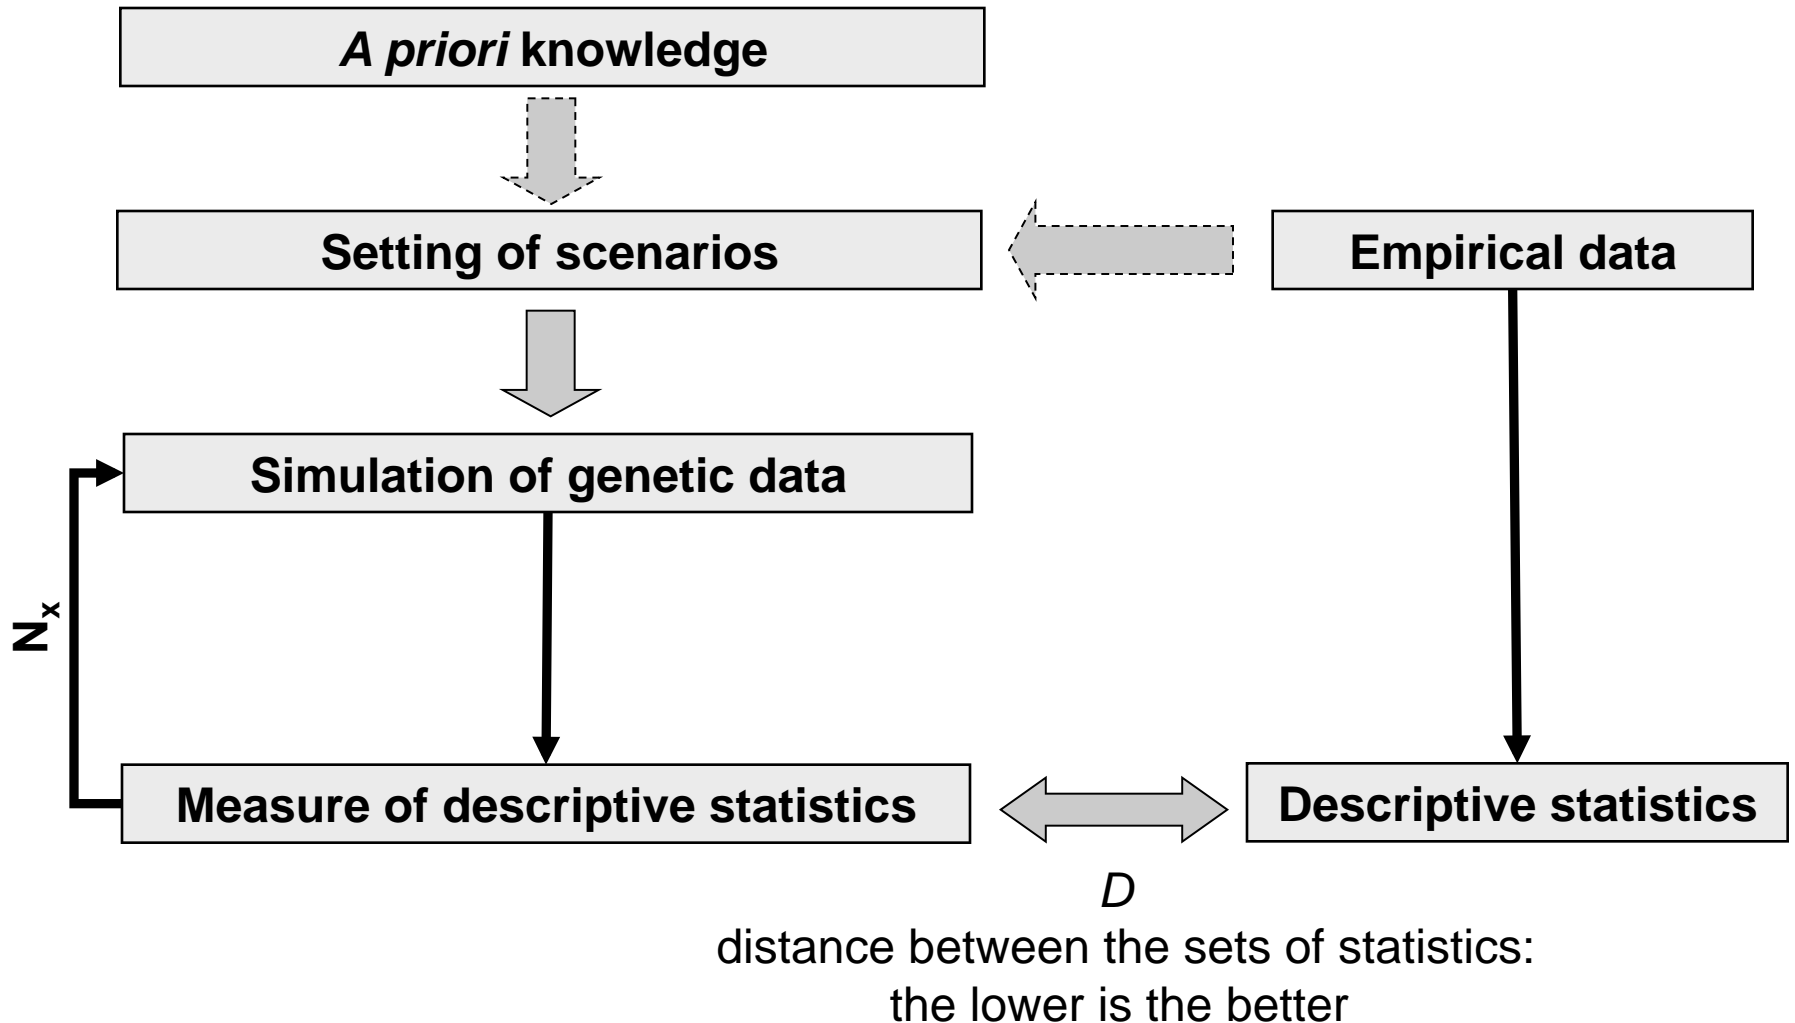 A priori knowledge
Setting of scenarios
Empirical data
Simulation of genetic data
Nx
Measure of descriptive statistics
Descriptive statistics
D
distance between the sets of statistics:
the lower is the better